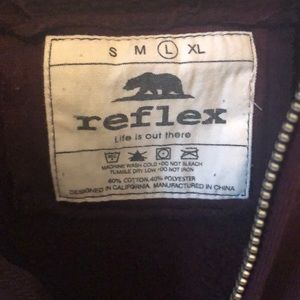 S M L XL
reflex
Life is out there
MACHINE WASH COLD • DO NOT BLEACH
TUMBLE DRY LOW • DO NOT IRON
60% COTTON, 40% POLYESTER
DESIGNED IN CALIFORNIA. MANUFACTURED IN CHINA